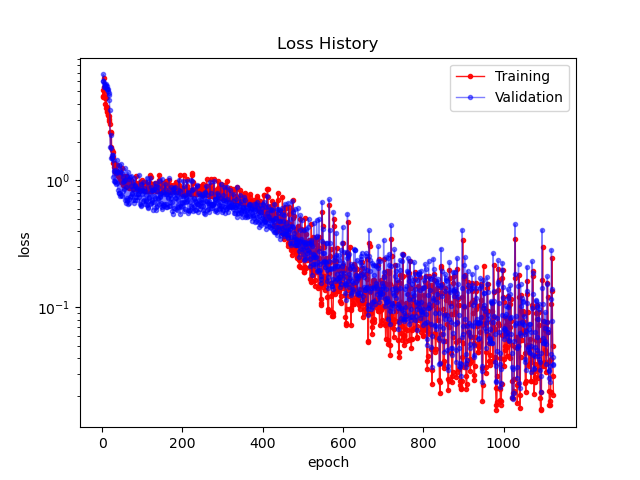 Loss History
Training
Validation
10⁰
10⁻¹
loss
0 200 400 600 800 1000
epoch